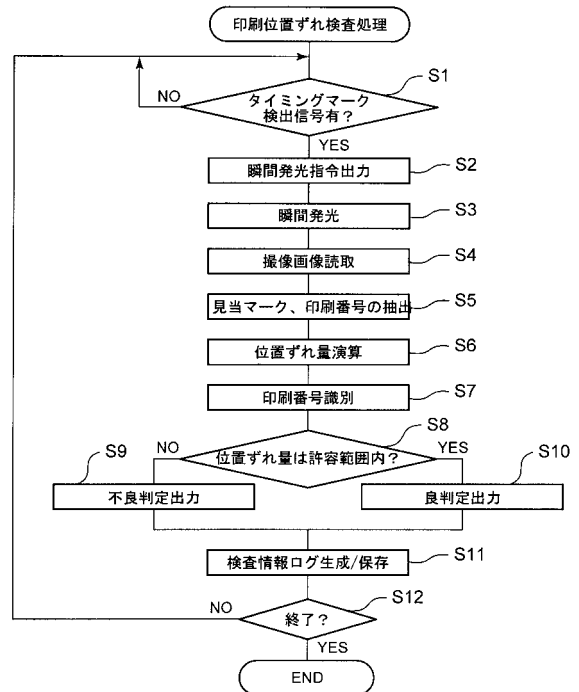 印刷位置ずれ検査処理
S1
NO
タイミングマーク
検出信号有？
YES
S2
瞬間発光指令出力
S3
瞬間発光
S4
撮像画像読取
S5
見当マーク、印刷番号の抽出
S6
位置ずれ量演算
S7
印刷番号識別
S8
S9
NO
位置ずれ量は許容範囲内？
YES
S10
不良判定出力
良判定出力
S11
検査情報ログ生成/保存
S12
NO
終了？
YES
END